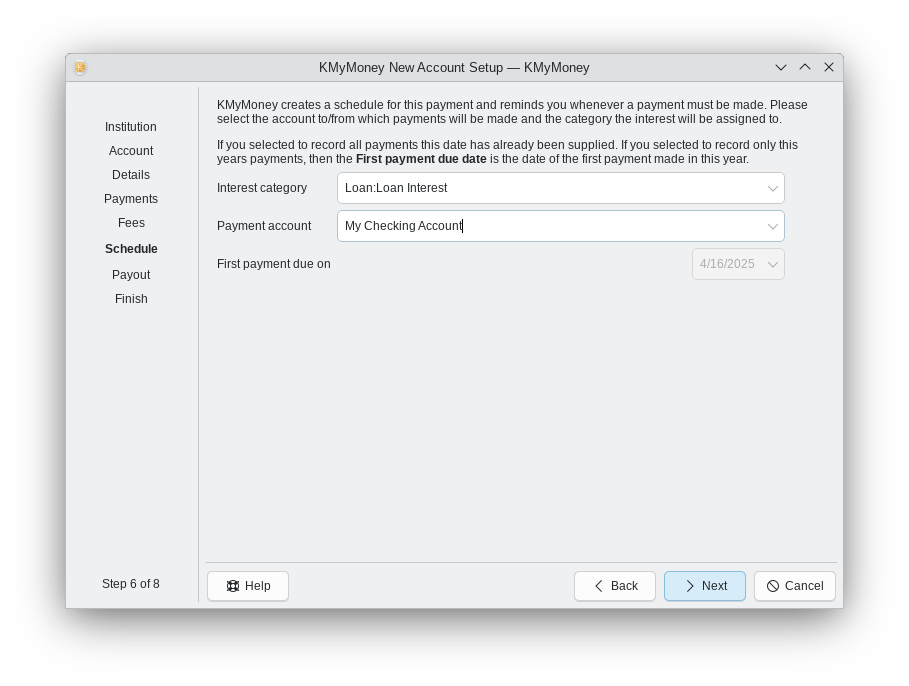 KMyMoney New Account Setup — KMyMoney
Institution
Account
Details
Payments
Fees
Schedule
Payout
Finish
Step 6 of 8
KMyMoney creates a schedule for this payment and reminds you whenever a payment must be made. Please
select the account to/from which payments will be made and the category the interest will be assigned to.
If you selected to record all payments this date has already been supplied. If you selected to record only this
years payments, then the First payment due date is the date of the first payment made in this year.
Interest category
Loan:Loan Interest
Payment account
My Checking Account
First payment due on
4/16/2025
Help
Back
Next
Cancel